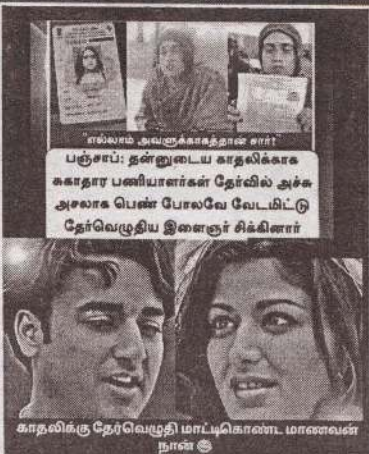 "எல்லாம் அவளுக்காகத்தான் சார்!"
பஞ்சாப்: தன்னுடைய காதலிக்காக
சுகாதார பணியாளர்கள் தேர்வில் அச்சு
அசலாக பெண் போலவே வேடமிட்டு
தேர்வெழுதிய இளைஞர் சிக்கினார்
காதலிக்கு தேர்வெழுதி மாட்டிகொண்ட மாணவன்
நான்